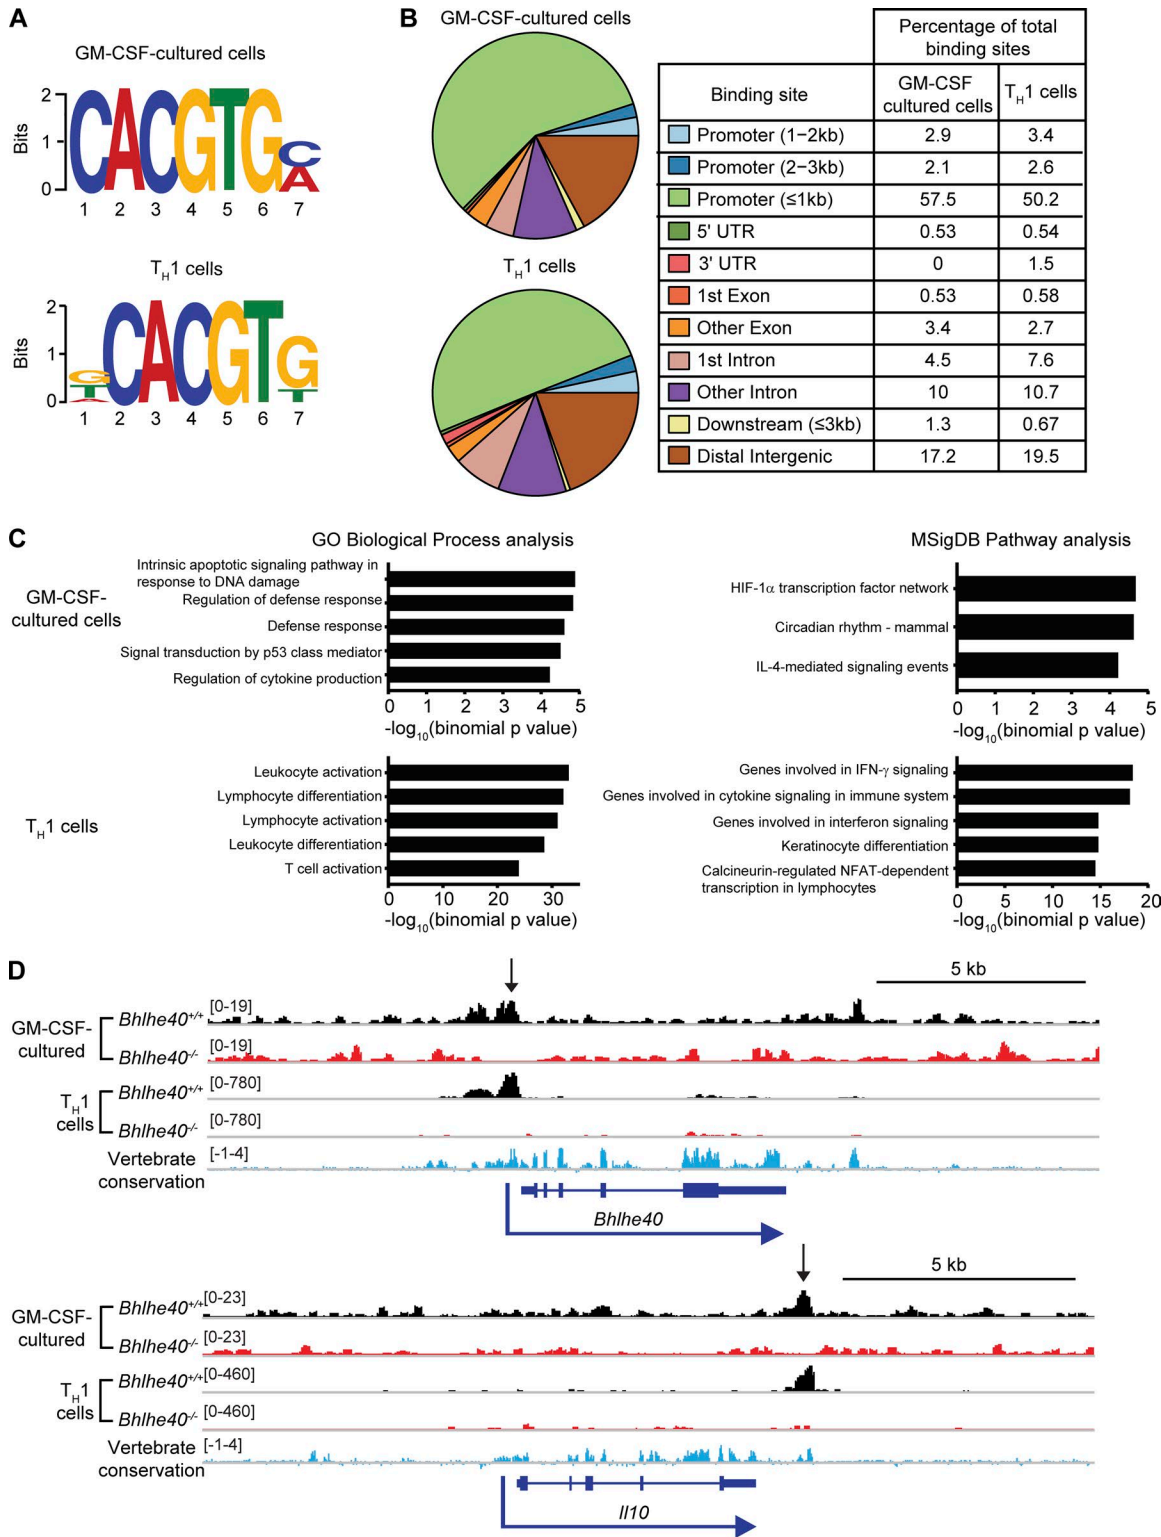 A
GM-CSF-cultured cells
2
1
0
Bits
CACGTGC
A
1 2 3 4 5 6 7
T_H1 cells
2
1
0
Bits
GCACGTG
T T
A
1 2 3 4 5 6 7
B
GM-CSF-cultured cells
T_H1 cells
Percentage of total
binding sites
Binding site
GM-CSF
cultured cells
T_H1 cells
Promoter (1−2kb) 2.9 3.4
Promoter (2−3kb) 2.1 2.6
Promoter (≤1kb) 57.5 50.2
5' UTR 0.53 0.54
3' UTR 0 1.5
1st Exon 0.53 0.58
Other Exon 3.4 2.7
1st Intron 4.5 7.6
Other Intron 10 10.7
Downstream (≤3kb) 1.3 0.67
Distal Intergenic 17.2 19.5
C
GO Biological Process analysis
GM-CSF-
cultured cells
Intrinsic apoptotic signaling pathway in
response to DNA damage
Regulation of defense response
Defense response
Signal transduction by p53 class mediator
Regulation of cytokine production
0 1 2 3 4 5
-log10(binomial p value)
MSigDB Pathway analysis
HIF-1α transcription factor network
Circadian rhythm - mammal
IL-4-mediated signaling events
0 1 2 3 4 5
-log10(binomial p value)
T_H1 cells
Leukocyte activation
Lymphocyte differentiation
Lymphocyte activation
Leukocyte differentiation
T cell activation
0 10 20 30
-log10(binomial p value)
Genes involved in IFN-γ signaling
Genes involved in cytokine signaling in immune system
Genes involved in interferon signaling
Keratinocyte differentiation
Calcineurin-regulated NFAT-dependent
transcription in lymphocytes
0 5 10 15 20
-log10(binomial p value)
D
5 kb
GM-CSF-
cultured
Bhlhe40+/+ [0-19]
Bhlhe40-/- [0-19]
T_H1
cells
Bhlhe40+/+ [0-780]
Bhlhe40-/- [0-780]
Vertebrate
conservation
[-1-4]
Bhlhe40
5 kb
GM-CSF-
cultured
Bhlhe40+/+ [0-23]
Bhlhe40-/- [0-23]
T_H1
cells
Bhlhe40+/+ [0-460]
Bhlhe40-/- [0-460]
Vertebrate
conservation
[-1-4]
Il10